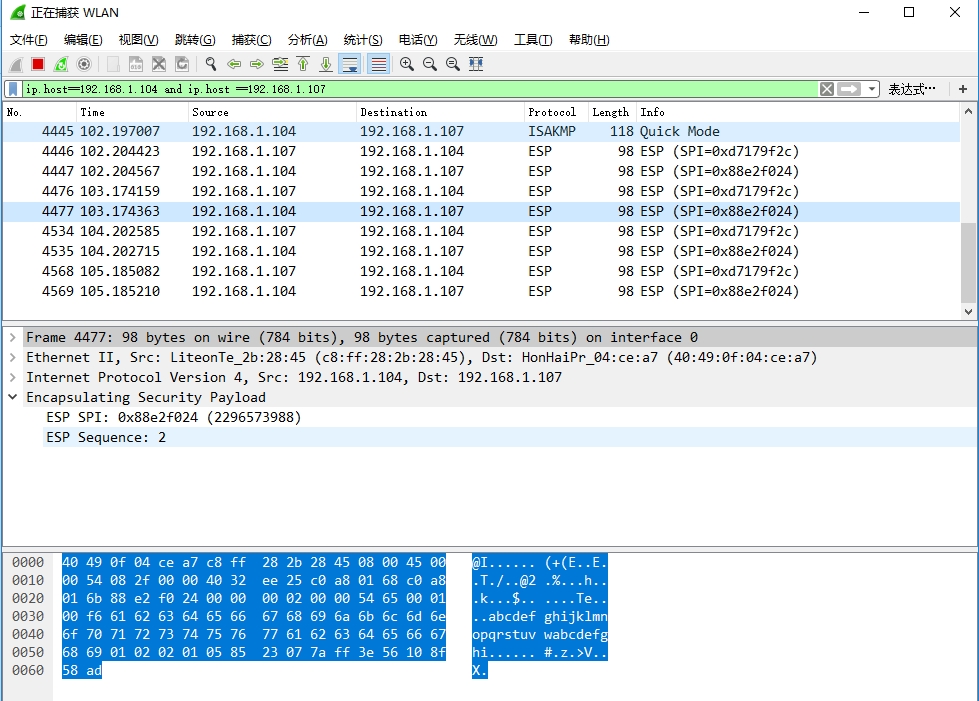 正在捕获 WLAN
文件(F) 编辑(E) 视图(V) 跳转(G) 捕获(C) 分析(A) 统计(S) 电话(Y) 无线(W) 工具(T) 帮助(H)
ip.host==192.168.1.104 and ip.host ==192.168.1.107 表达式… +
No. Time Source Destination Protocol Length Info
4445 102.197007 192.168.1.104 192.168.1.107 ISAKMP 118 Quick Mode
4446 102.204423 192.168.1.107 192.168.1.104 ESP 98 ESP (SPI=0xd7179f2c)
4447 102.204567 192.168.1.104 192.168.1.107 ESP 98 ESP (SPI=0x88e2f024)
4476 103.174159 192.168.1.107 192.168.1.104 ESP 98 ESP (SPI=0xd7179f2c)
4477 103.174363 192.168.1.104 192.168.1.107 ESP 98 ESP (SPI=0x88e2f024)
4534 104.202585 192.168.1.107 192.168.1.104 ESP 98 ESP (SPI=0xd7179f2c)
4535 104.202715 192.168.1.104 192.168.1.107 ESP 98 ESP (SPI=0x88e2f024)
4568 105.185082 192.168.1.107 192.168.1.104 ESP 98 ESP (SPI=0xd7179f2c)
4569 105.185210 192.168.1.104 192.168.1.107 ESP 98 ESP (SPI=0x88e2f024)
Frame 4477: 98 bytes on wire (784 bits), 98 bytes captured (784 bits) on interface 0
Ethernet II, Src: LiteonTe_2b:28:45 (c8:ff:28:2b:28:45), Dst: HonHaiPr_04:ce:a7 (40:49:0f:04:ce:a7)
Internet Protocol Version 4, Src: 192.168.1.104, Dst: 192.168.1.107
Encapsulating Security Payload
ESP SPI: 0x88e2f024 (2296573988)
ESP Sequence: 2
0000 40 49 0f 04 ce a7 c8 ff 28 2b 28 45 08 00 45 00 @I...... (+(E..E.
0010 00 54 08 2f 00 00 40 32 ee 25 c0 a8 01 68 c0 a8 .T./..@2 .%...h..
0020 01 6b 88 e2 f0 24 00 00 00 02 00 00 54 65 00 01 .k...$.. ....Te..
0030 00 f6 61 62 63 64 65 66 67 68 69 6a 6b 6c 6d 6e ..abcdef ghijklmn
0040 6f 70 71 72 73 74 75 76 77 61 62 63 64 65 66 67 opqrstuv wabcdefg
0050 68 69 01 02 02 01 05 85 23 07 7a ff 3e 56 10 8f hi...... #.z.>V..
0060 58 ad X.